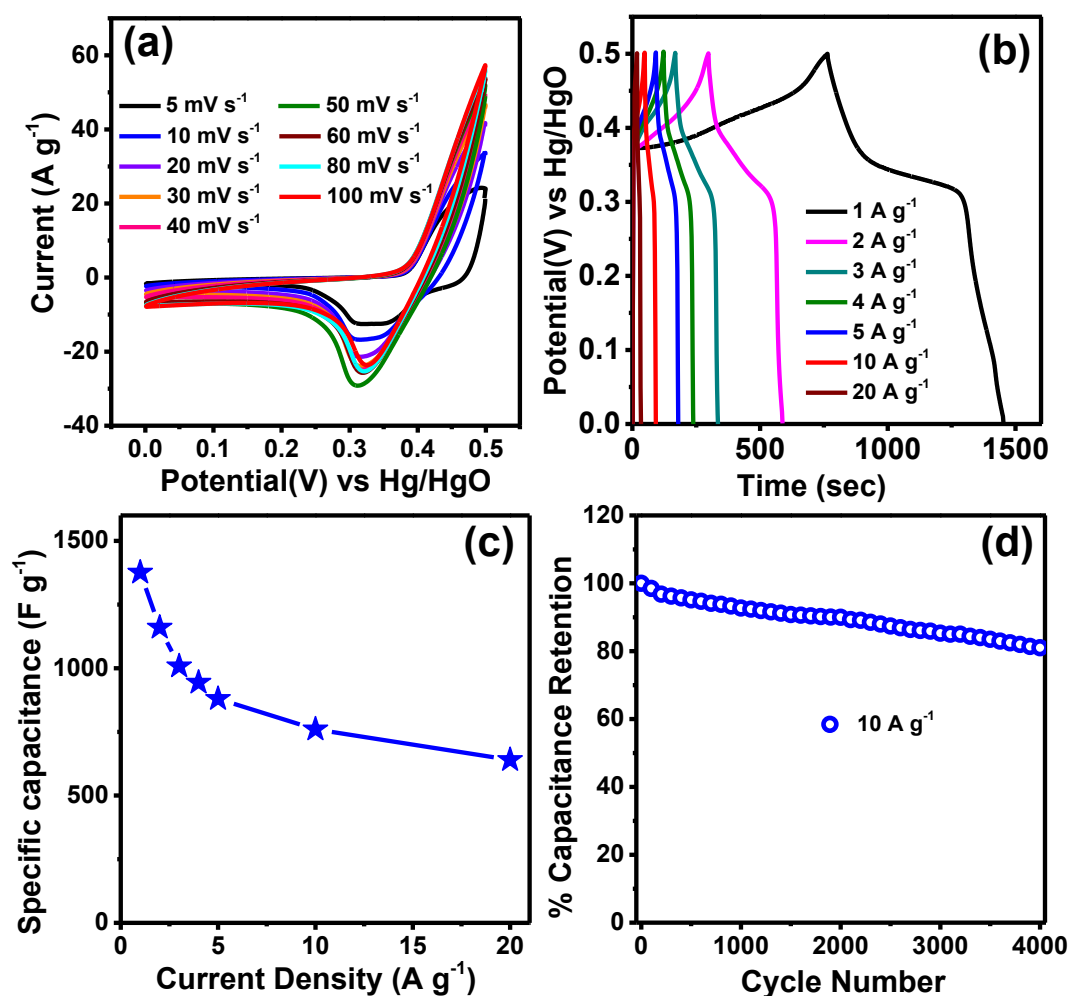 (a)
60
40
20
0
-20
-40
0.0 0.1 0.2 0.3 0.4 0.5
Current (A g⁻¹)
Potential(V) vs Hg/HgO
5 mV s⁻¹
10 mV s⁻¹
20 mV s⁻¹
30 mV s⁻¹
40 mV s⁻¹
50 mV s⁻¹
60 mV s⁻¹
80 mV s⁻¹
100 mV s⁻¹
(b)
0.5
0.4
0.3
0.2
0.1
0.0
0 500 1000 1500
Potential(V) vs Hg/HgO
Time (sec)
1 A g⁻¹
2 A g⁻¹
3 A g⁻¹
4 A g⁻¹
5 A g⁻¹
10 A g⁻¹
20 A g⁻¹
(c)
1500
1000
500
0
0 5 10 15 20
Specific capacitance (F g⁻¹)
Current Density (A g⁻¹)
(d)
120
100
80
60
40
20
0
0 1000 2000 3000 4000
% Capacitance Retention
Cycle Number
10 A g⁻¹